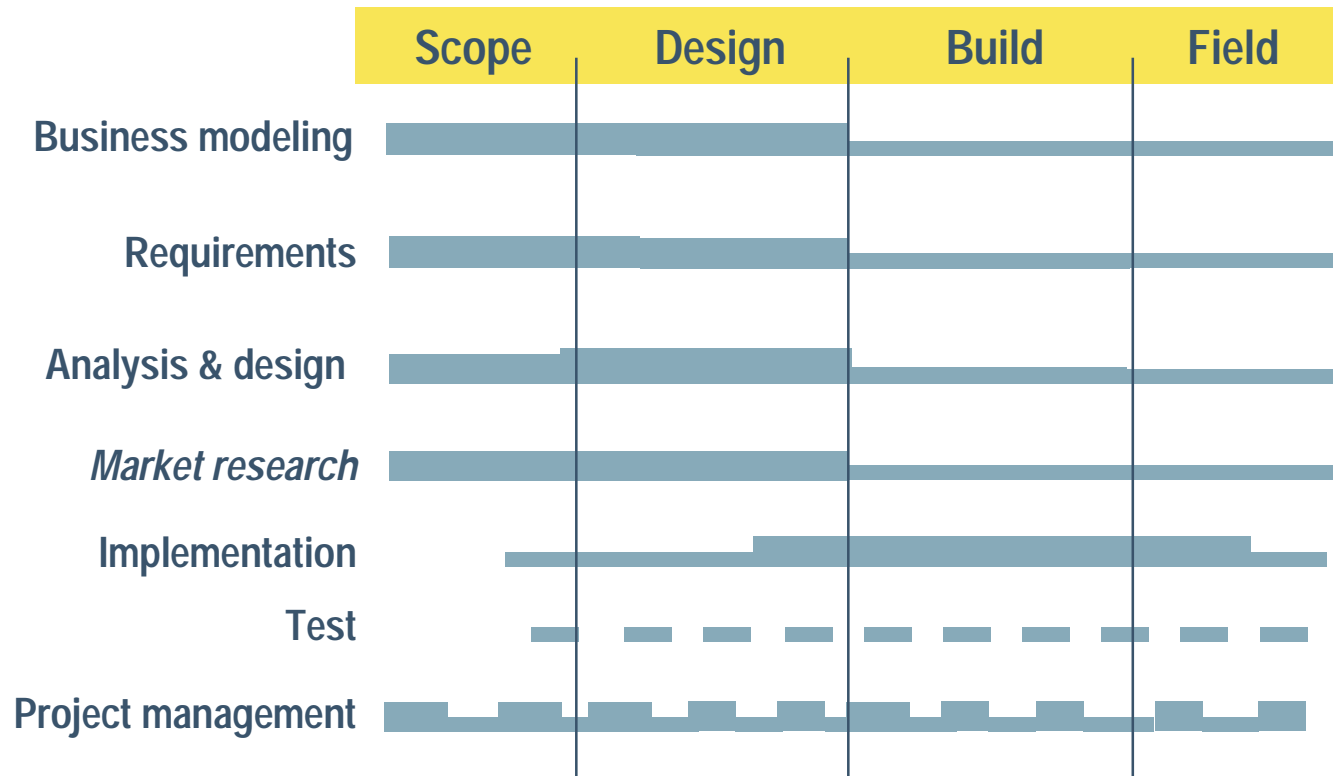 Scope Design Build Field
Business modeling
Requirements
Analysis & design
Market research
Implementation
Test
Project management